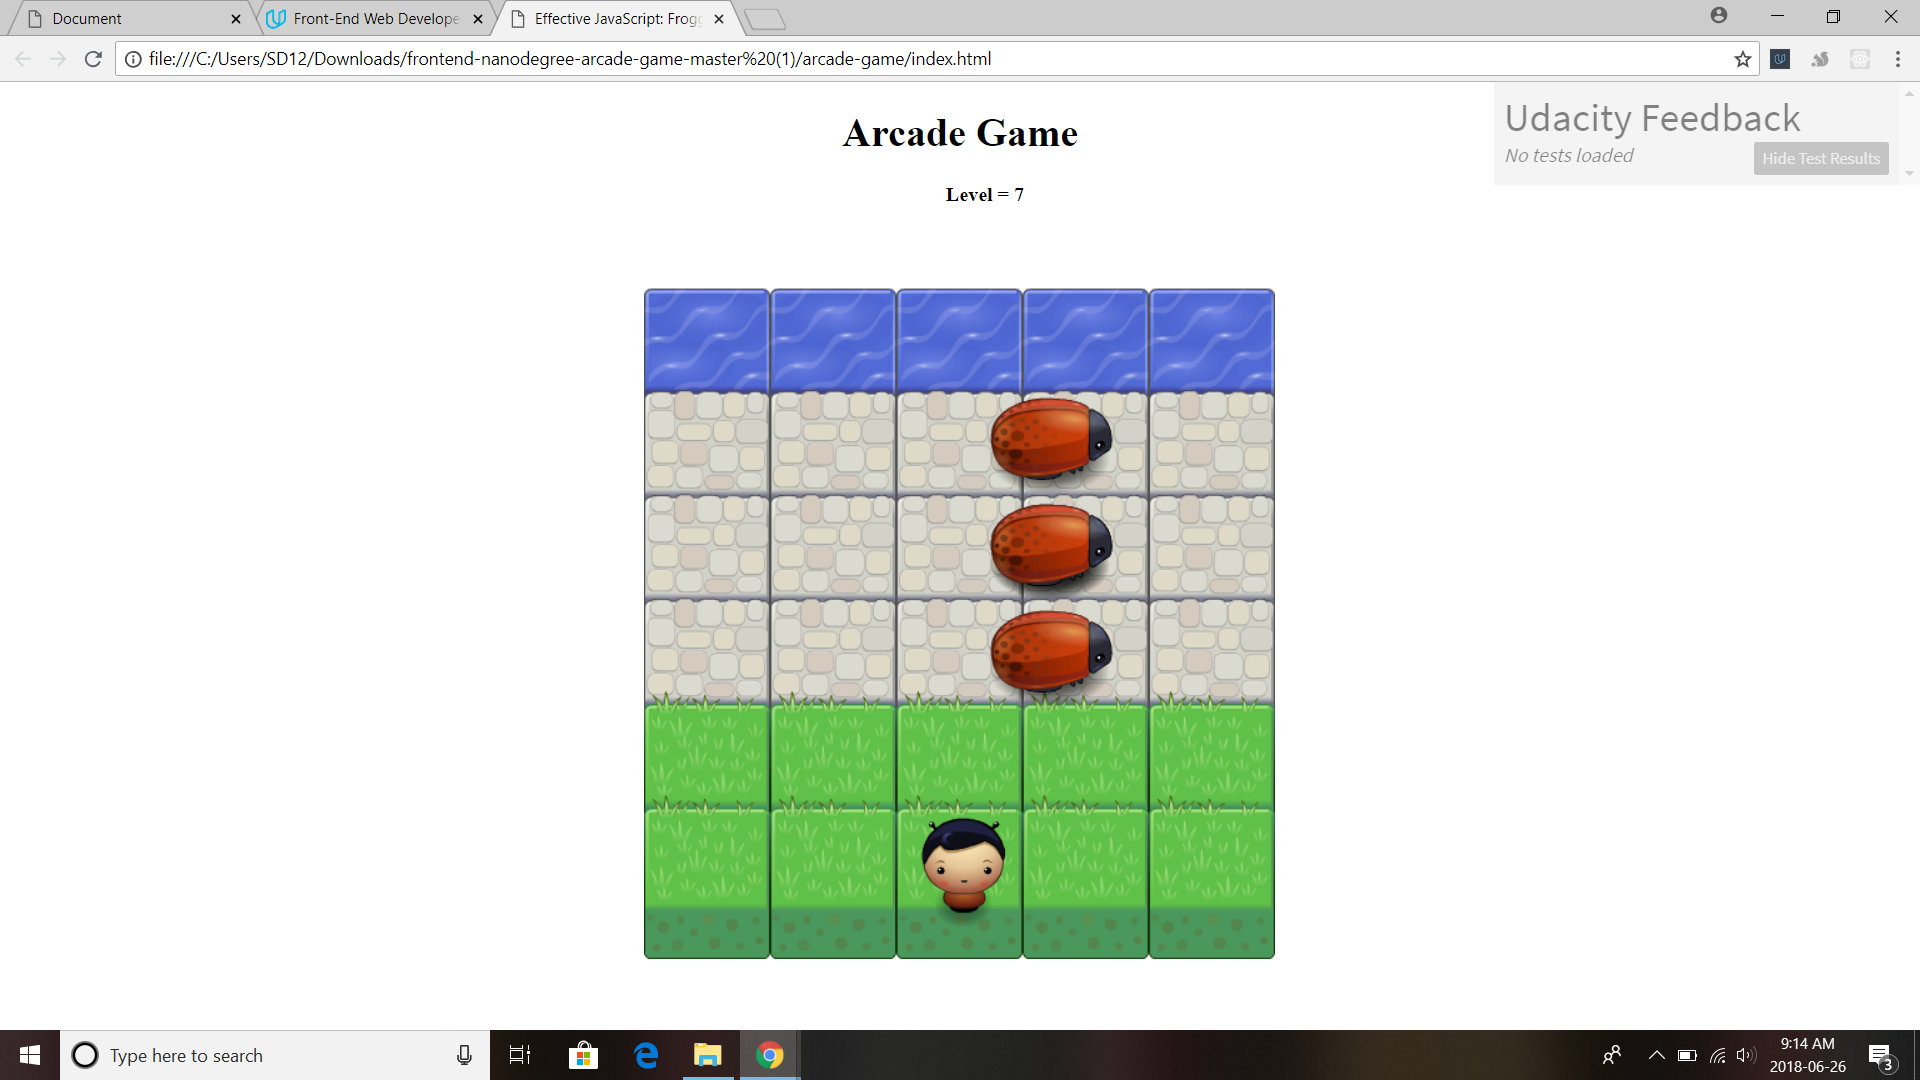 Document
Front-End Web Develope
Effective JavaScript: Frogg
file:///C:/Users/SD12/Downloads/frontend-nanodegree-arcade-game-master%20(1)/arcade-game/index.html
Arcade Game
Level = 7
Udacity Feedback
No tests loaded
Hide Test Results
Type here to search
9:14 AM
2018-06-26
3